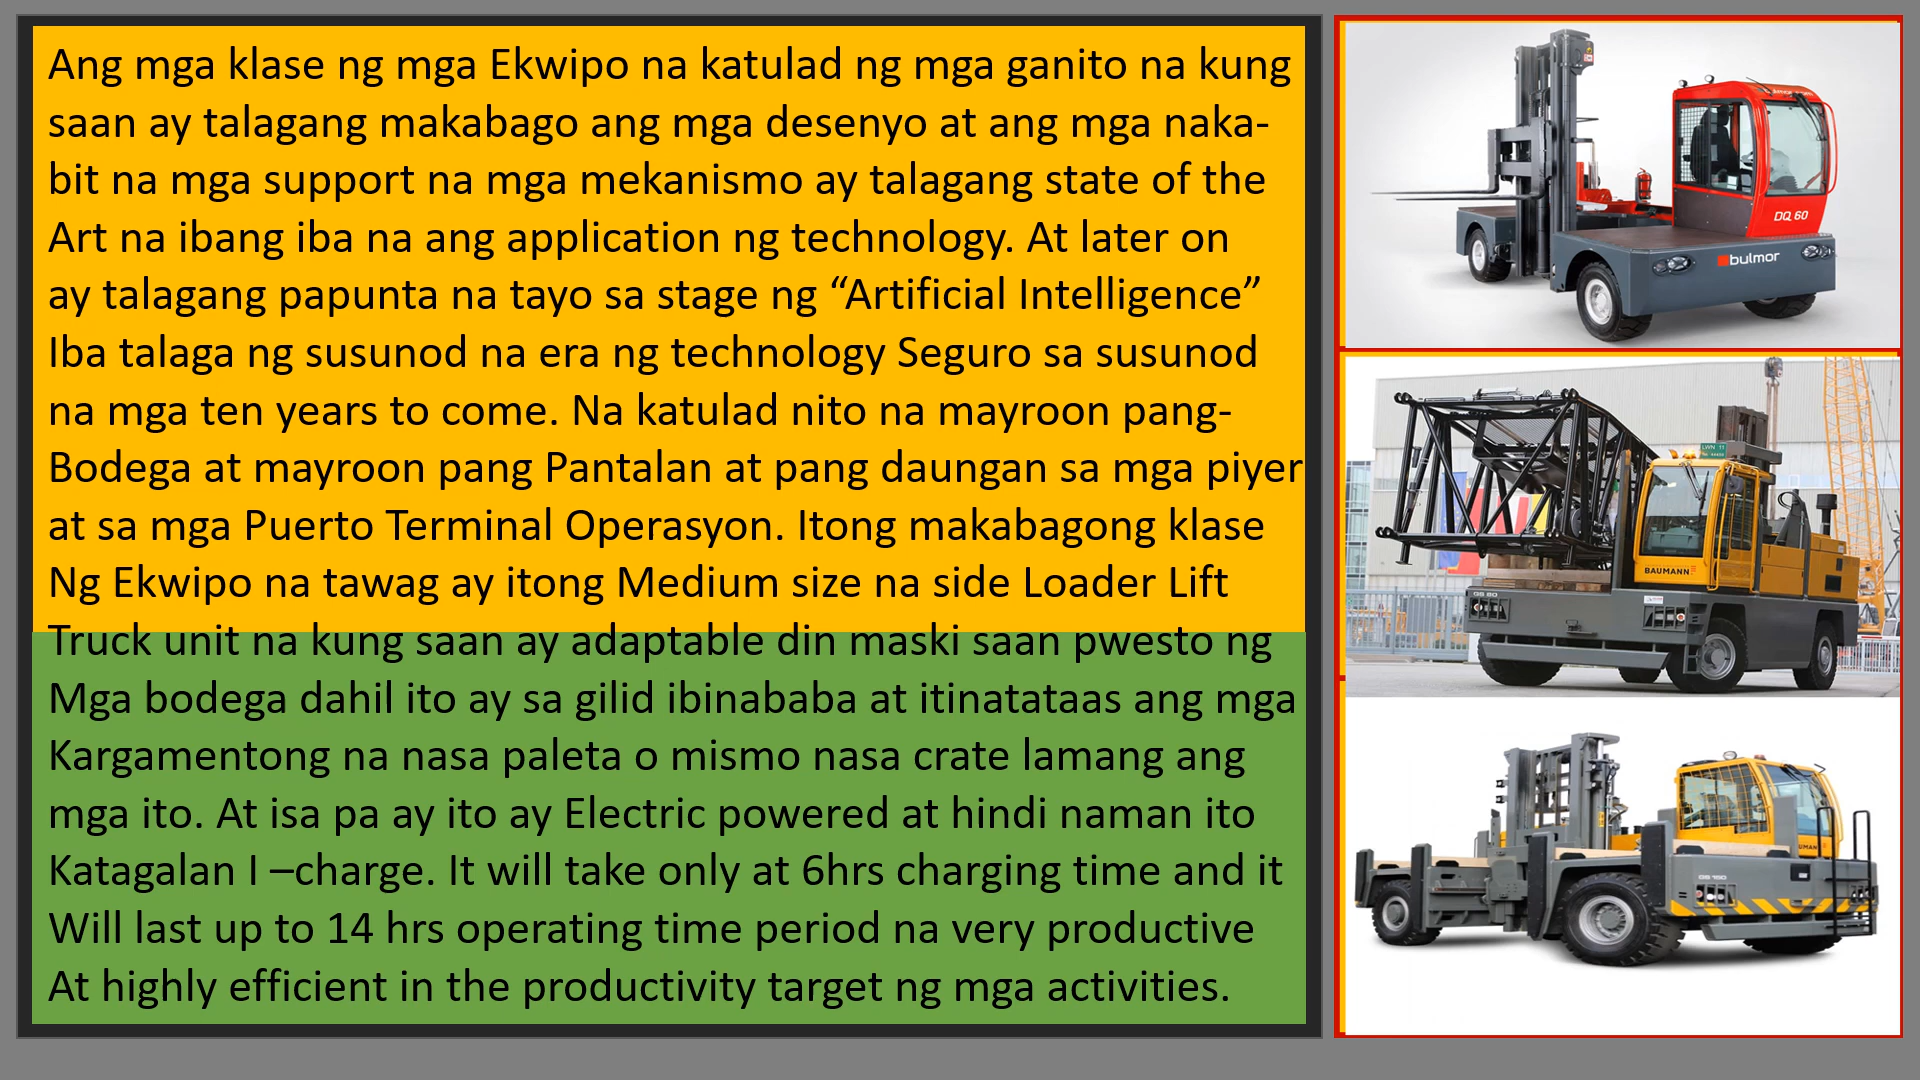 Ang mga klase ng mga Ekwipo na katulad ng mga ganito na kung
saan ay talagang makabago ang mga desenyo at ang mga naka-
bit na mga support na mga mekanismo ay talagang state of the
Art na ibang iba na ang application ng technology. At later on
ay talagang papunta na tayo sa stage ng “Artificial Intelligence”
Iba talaga ng susunod na era ng technology Seguro sa susunod
na mga ten years to come. Na katulad nito na mayroon pang-
Bodega at mayroon pang Pantalan at pang daungan sa mga piyer
at sa mga Puerto Terminal Operasyon. Itong makabagong klase
Ng Ekwipo na tawag ay itong Medium size na side Loader Lift
Truck unit na kung saan ay adaptable din maski saan pwesto ng
Mga bodega dahil ito ay sa gilid ibinababa at itinatataas ang mga
Kargamentong na nasa paleta o mismo nasa crate lamang ang
mga ito. At isa pa ay ito ay Electric powered at hindi naman ito
Katagalan I –charge. It will take only at 6hrs charging time and it
Will last up to 14 hrs operating time period na very productive
At highly efficient in the productivity target ng mga activities.
DQ 60
bulmor
BAUMANN
GS 80